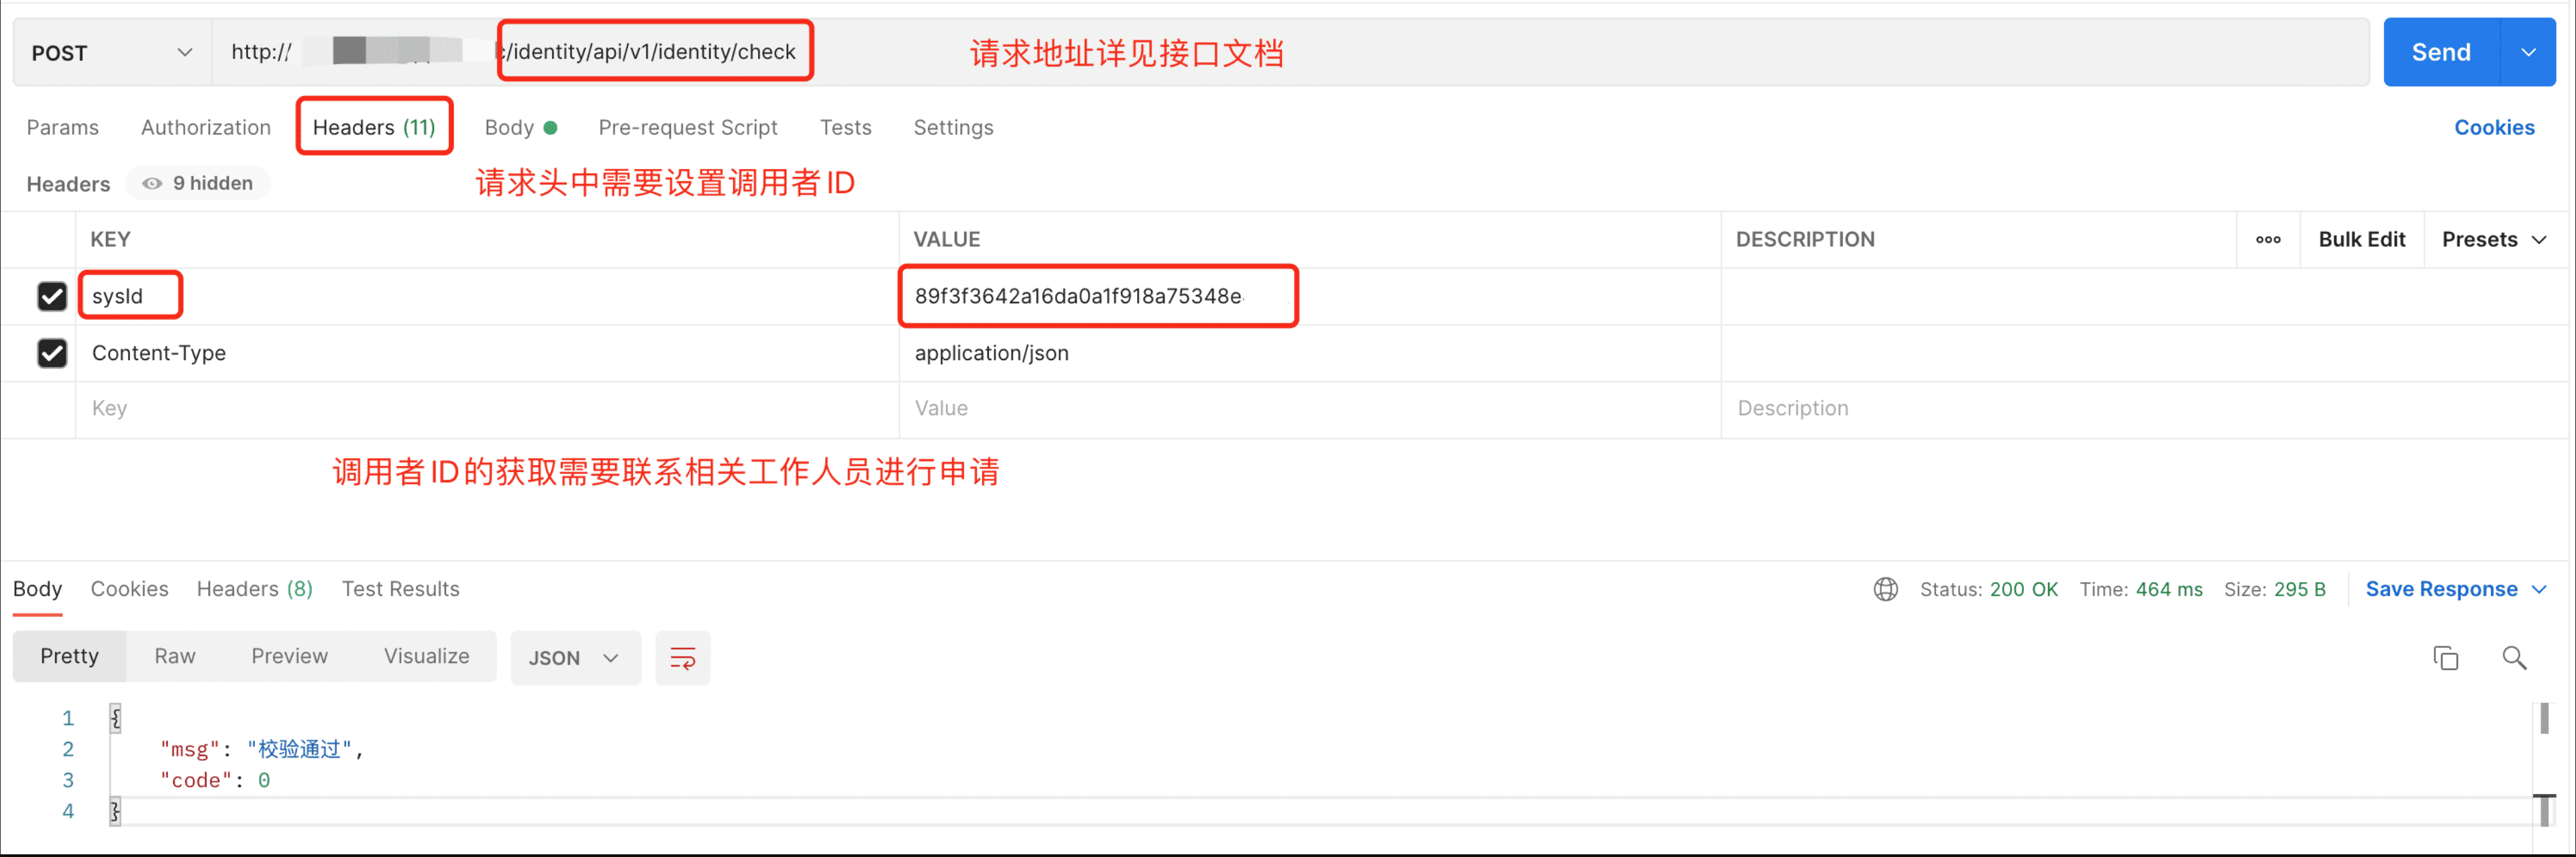 POST http:// /identity/api/v1/identity/check 请求地址详见接口文档 Send
Params Authorization Headers (11) Body Pre-request Script Tests Settings Cookies
Headers 9 hidden 请求头中需要设置调用者ID
KEY VALUE DESCRIPTION Bulk Edit Presets
sysId 89f3f3642a16da0a1f918a75348e
Content-Type application/json
Key Value Description
调用者ID的获取需要联系相关工作人员进行申请
Body Cookies Headers (8) Test Results Status: 200 OK Time: 464 ms Size: 295 B Save Response
Pretty Raw Preview Visualize JSON
1 {
2 "msg": "校验通过",
3 "code": 0
4 }